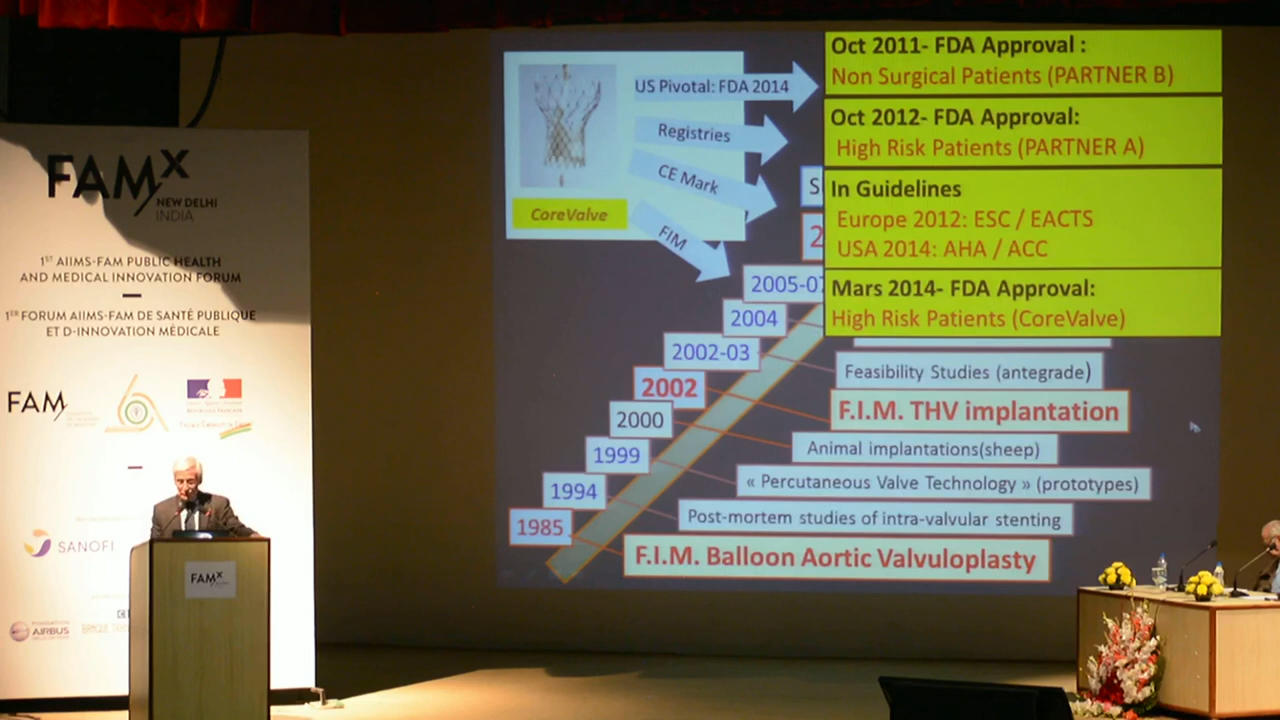 FAMx
NEW DELHI
INDIA
1ST AIIMS-FAM PUBLIC HEALTH
AND MEDICAL INNOVATION FORUM
1ER FORUM AIIMS-FAM DE SANTÉ PUBLIQUE
ET D-INNOVATION MÉDICALE
FAM
SANOFI
FONDATION
AIRBUS
FAMx
US Pivotal: FDA 2014
Registries
CE Mark
FIM
CoreValve
Oct 2011- FDA Approval :
Non Surgical Patients (PARTNER B)
Oct 2012- FDA Approval:
High Risk Patients (PARTNER A)
In Guidelines
Europe 2012: ESC / EACTS
USA 2014: AHA / ACC
Mars 2014- FDA Approval:
High Risk Patients (CoreValve)
2005-07
2004
2002-03
Feasibility Studies (antegrade)
2002
F.I.M. THV implantation
2000
Animal implantations(sheep)
1999
« Percutaneous Valve Technology » (prototypes)
1994
Post-mortem studies of intra-valvular stenting
1985
F.I.M. Balloon Aortic Valvuloplasty